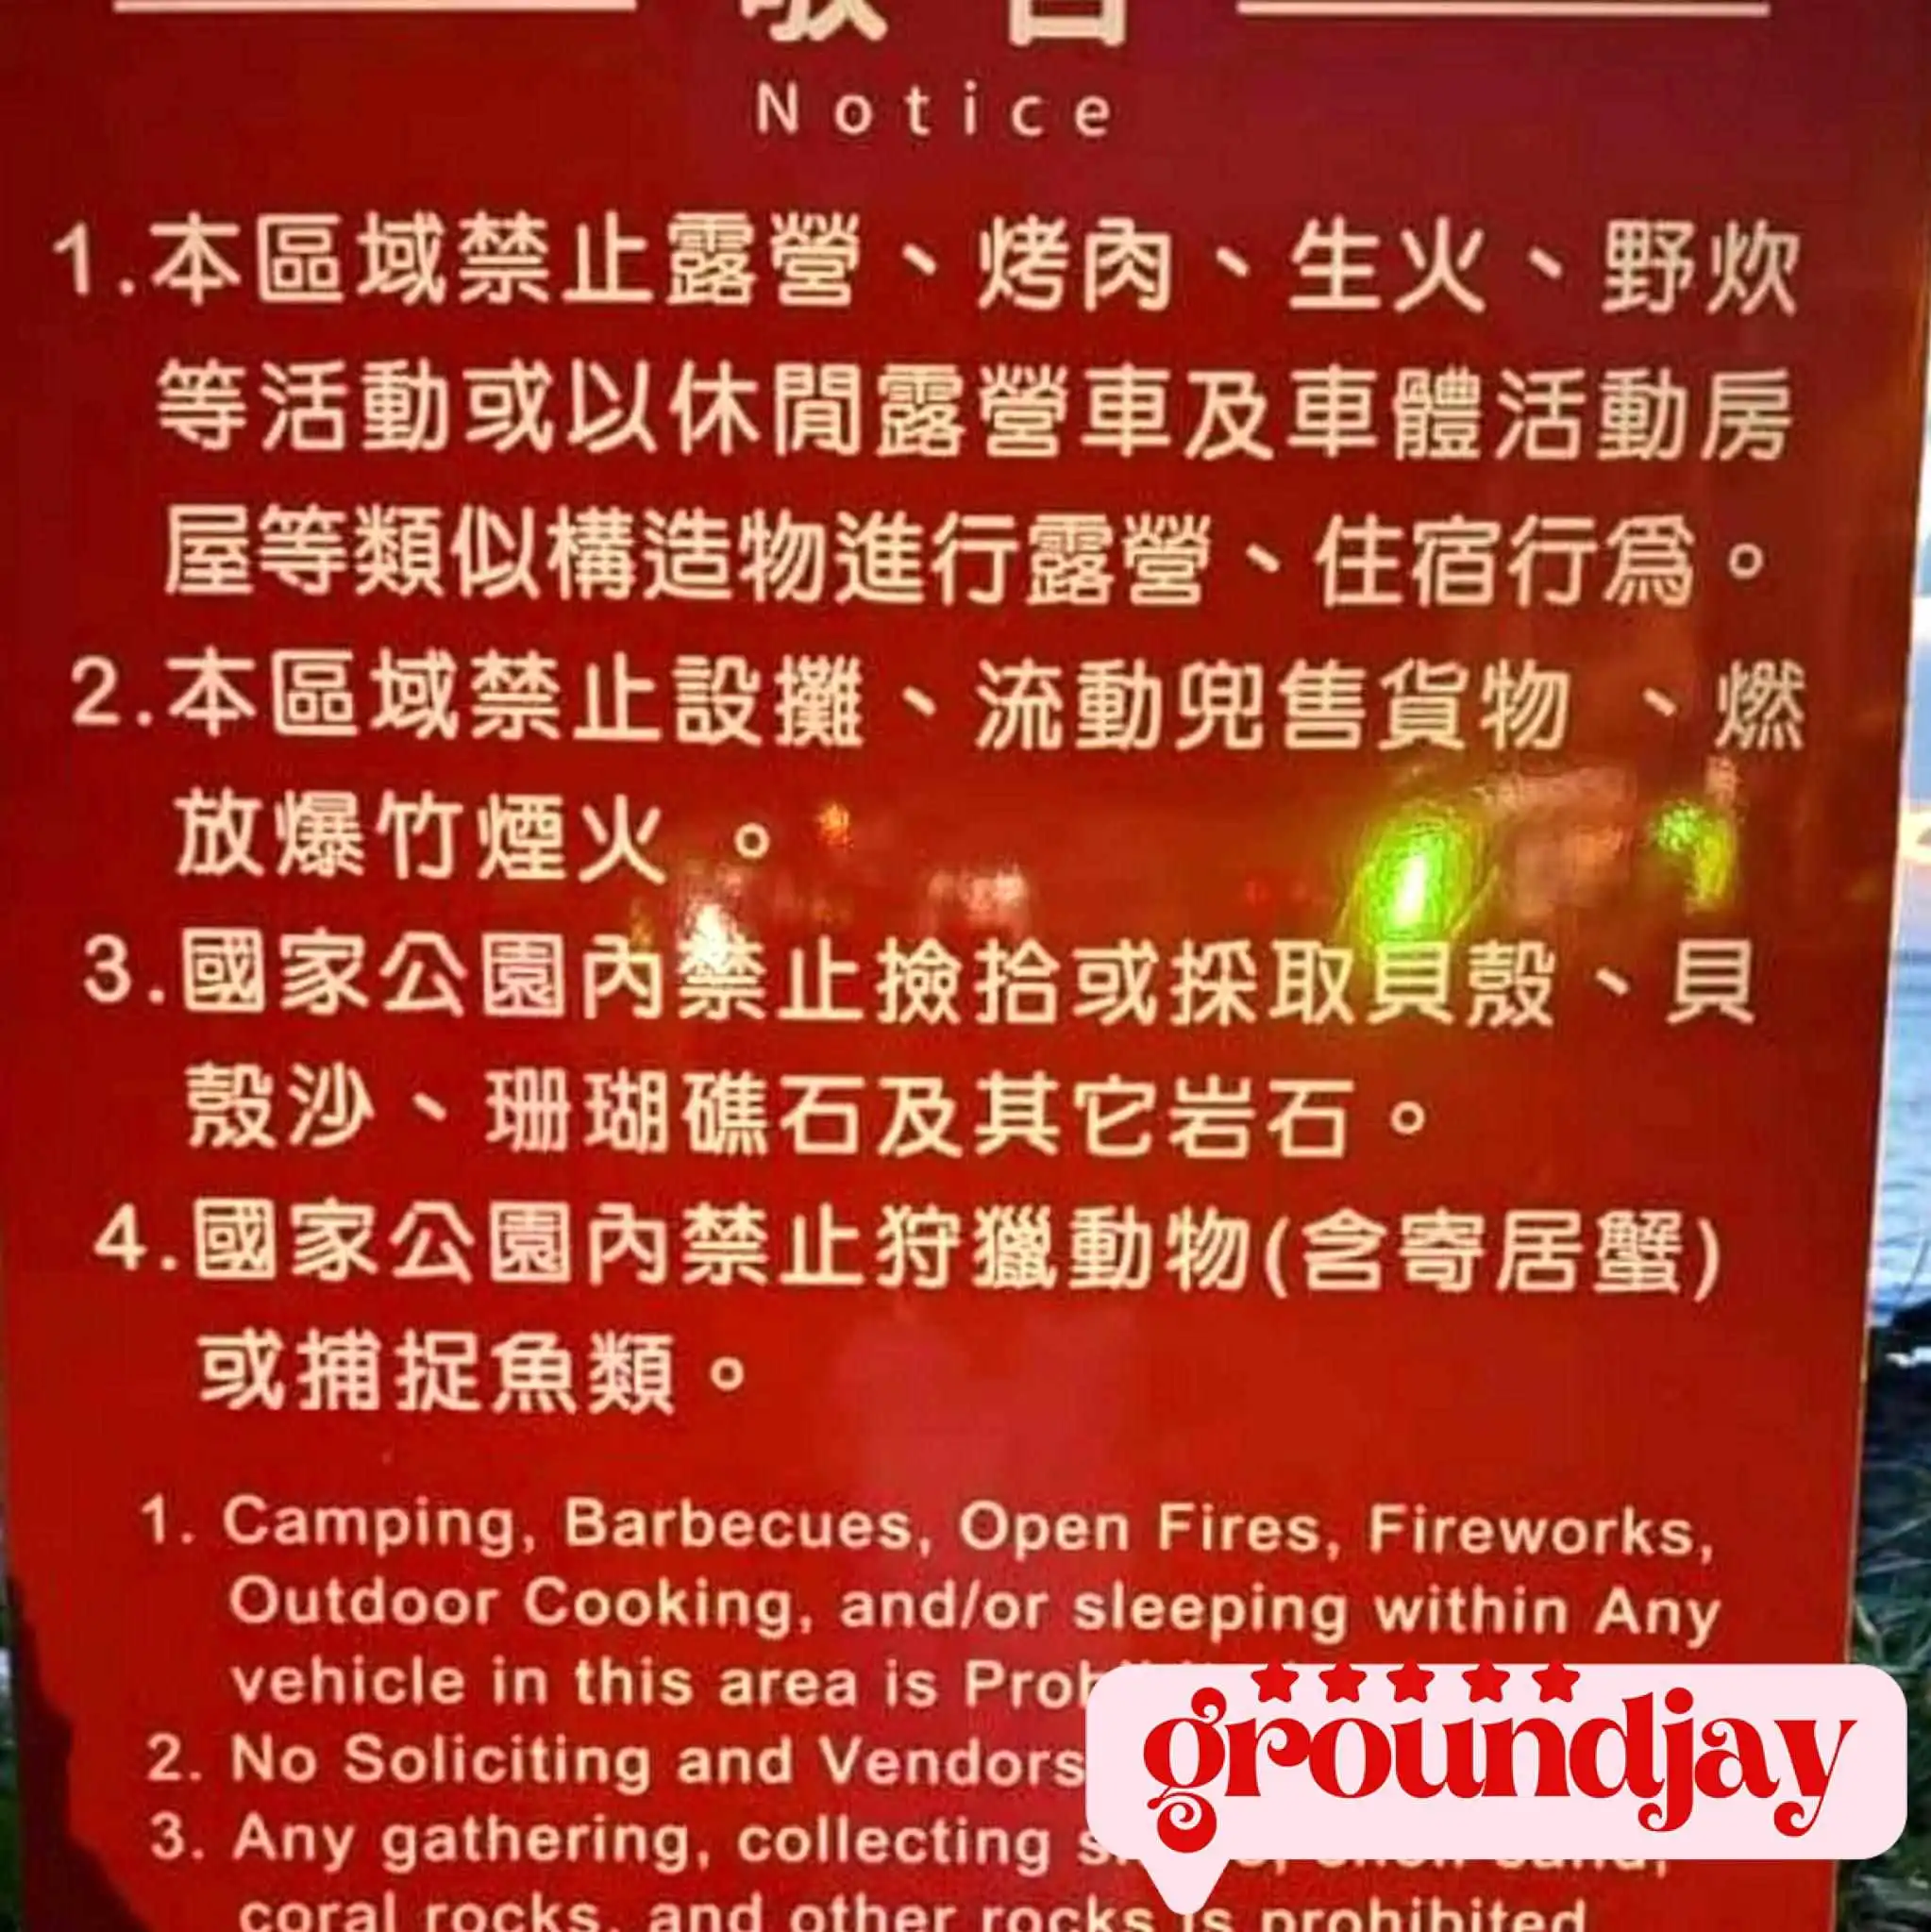 敬告
Notice
1.本區域禁止露營、烤肉、生火、野炊
等活動或以休閒露營車及車體活動房
屋等類似構造物進行露營、住宿行為。
2.本區域禁止設攤、流動兜售貨物 、燃
放爆竹煙火 。
3.國家公園內禁止撿拾或採取貝殼、貝
殼沙、珊瑚礁石及其它岩石。
4.國家公園內禁止狩獵動物(含寄居蟹)
或捕捉魚類。
1. Camping, Barbecues, Open Fires, Fireworks,
Outdoor Cooking, and/or sleeping within Any
vehicle in this area is
2. No Soliciting and Vendors
3. Any gathering, collecting
coral rocks, and other rocks is prohibited
groundjay